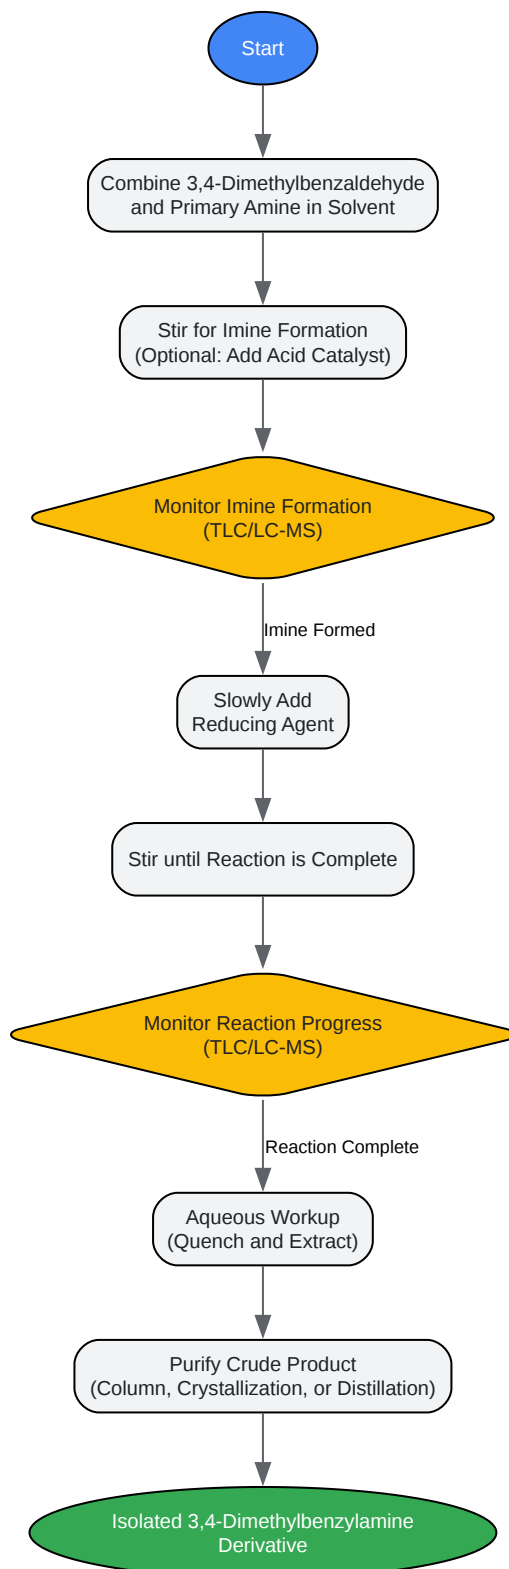 Start
Combine 3,4-Dimethylbenzaldehyde
and Primary Amine in Solvent
Stir for Imine Formation
(Optional: Add Acid Catalyst)
Monitor Imine Formation
(TLC/LC-MS)
Imine Formed
Slowly Add
Reducing Agent
Stir until Reaction is Complete
Monitor Reaction Progress
(TLC/LC-MS)
Reaction Complete
Aqueous Workup
(Quench and Extract)
Purify Crude Product
(Column, Crystallization, or Distillation)
Isolated 3,4-Dimethylbenzylamine
Derivative